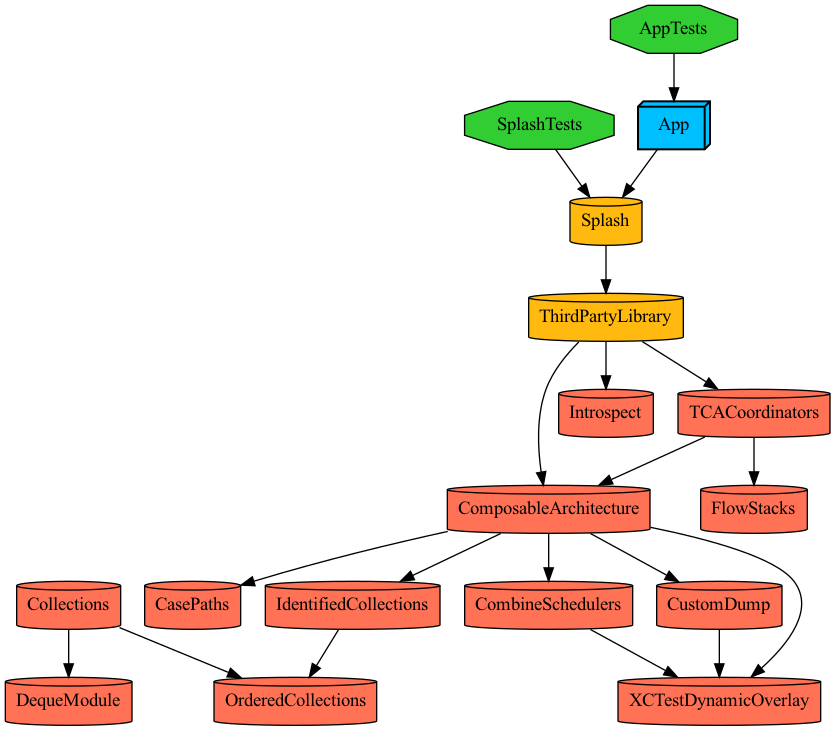 AppTests
SplashTests
App
Splash
ThirdPartyLibrary
Introspect
TCACoordinators
ComposableArchitecture
FlowStacks
Collections
CasePaths
IdentifiedCollections
CombineSchedulers
CustomDump
DequeModule
OrderedCollections
XCTestDynamicOverlay